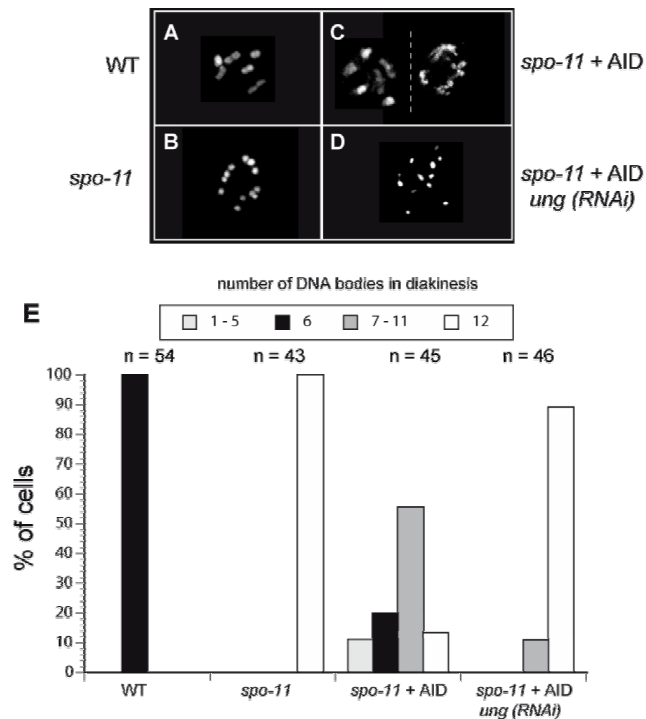 A
C
WT
spo-11 + AID
B
D
spo-11
spo-11 + AID
ung (RNAi)
number of DNA bodies in diakinesis
E
1 - 5
6
7 - 11
12
n = 54
n = 43
n = 45
n = 46
100
90
80
70
60
50
40
30
20
10
0
% of cells
WT
spo-11
spo-11 + AID
spo-11 + AID
ung (RNAi)